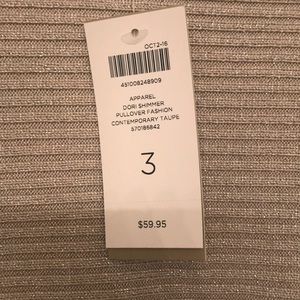 OCT2-16
451008248909
APPAREL
DORI SHIMMER
PULLOVER FASHION
CONTEMPORARY TAUPE
570186842
3
$59.95